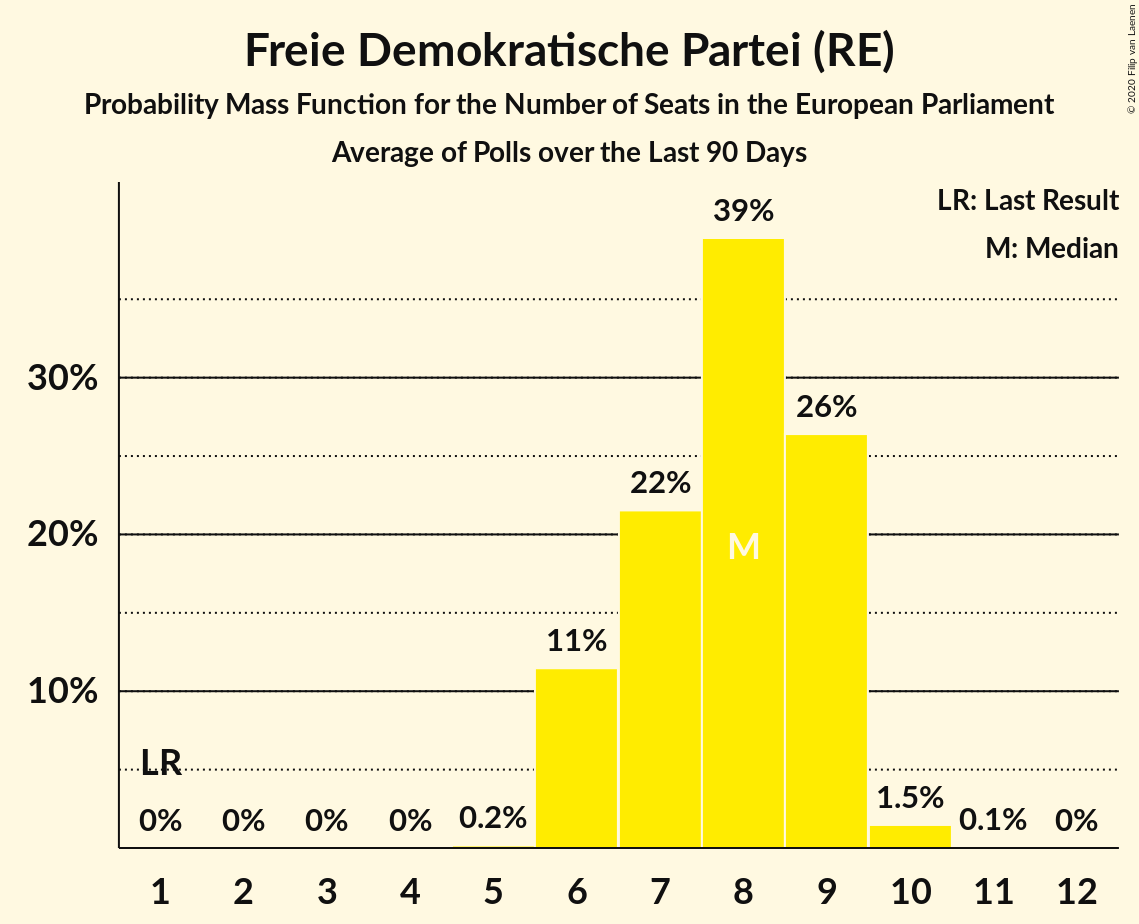 Freie Demokratische Partei (RE)
Probability Mass Function for the Number of Seats in the European Parliament
Average of Polls over the Last 90 Days
© 2020 Filip van Laenen
LR: Last Result
M: Median
39%
30%
26%
22%
20%
M
11%
10%
LR
0% 0% 0% 0% 0.2% 1.5% 0.1% 0%
1 2 3 4 5 6 7 8 9 10 11 12